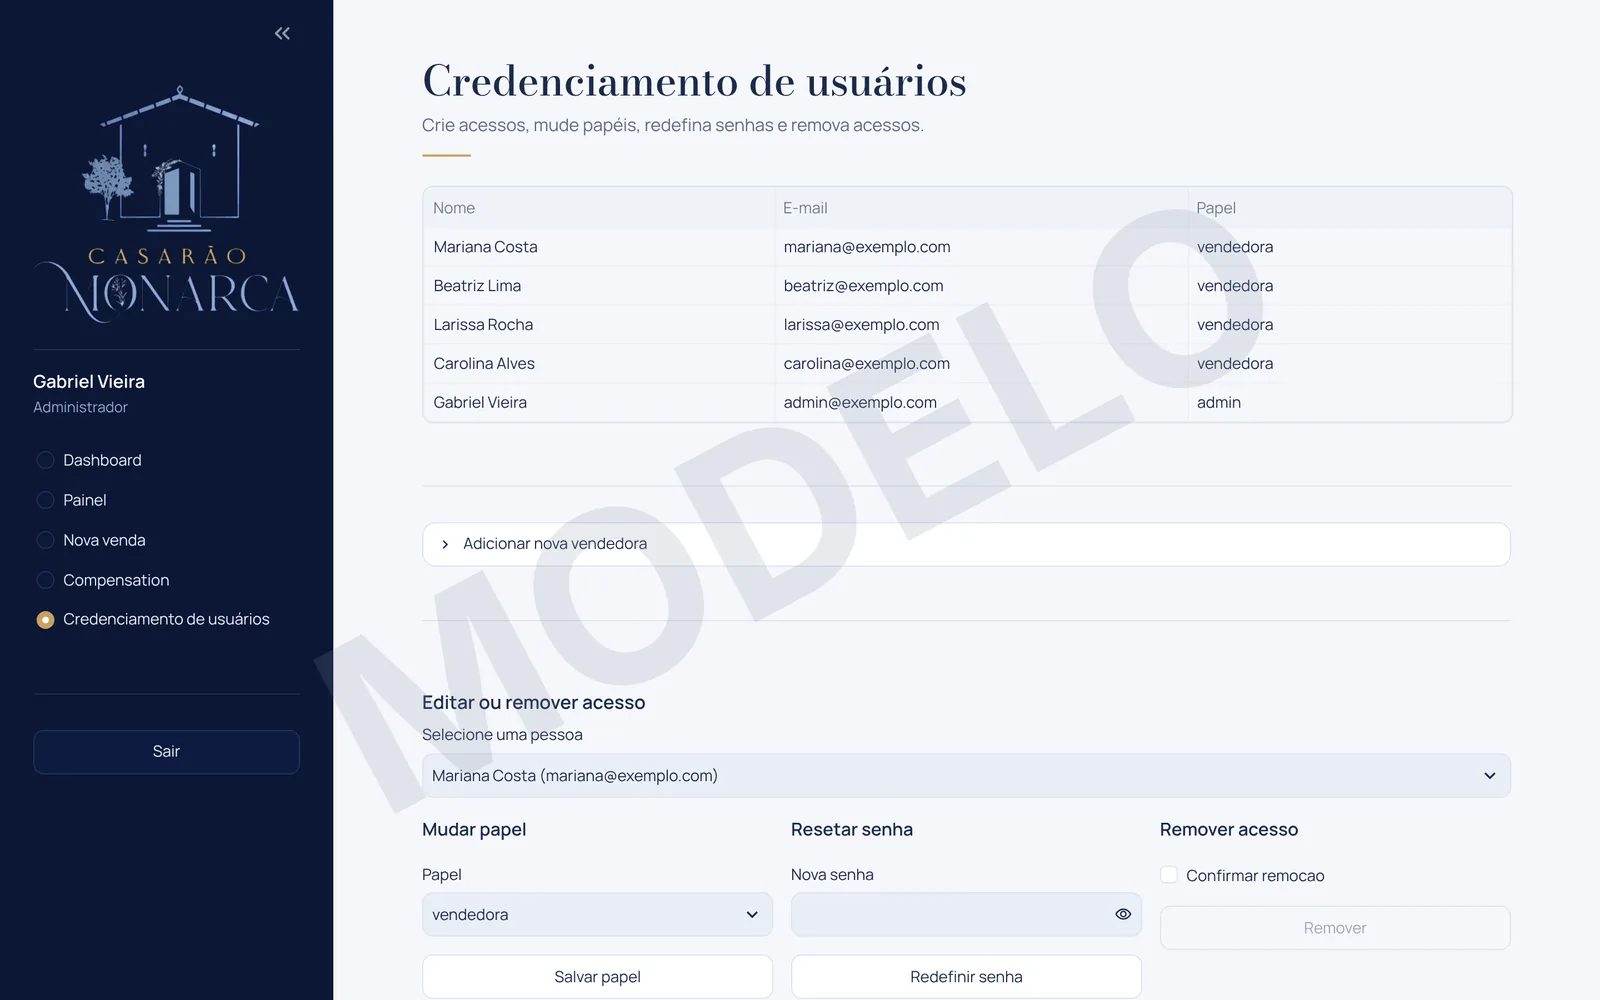 CASARÃO
MONARCA
Gabriel Vieira
Administrador
Dashboard
Painel
Nova venda
Compensation
Credenciamento de usuários
Sair
Credenciamento de usuários
Crie acessos, mude papéis, redefina senhas e remova acessos.
Nome E-mail Papel
Mariana Costa mariana@exemplo.com vendedora
Beatriz Lima beatriz@exemplo.com vendedora
Larissa Rocha larissa@exemplo.com vendedora
Carolina Alves carolina@exemplo.com vendedora
Gabriel Vieira admin@exemplo.com admin
Adicionar nova vendedora
MODELO
Editar ou remover acesso
Selecione uma pessoa
Mariana Costa (mariana@exemplo.com)
Mudar papel Resetar senha Remover acesso
Papel Nova senha Confirmar remocao
vendedora
Remover
Salvar papel Redefinir senha